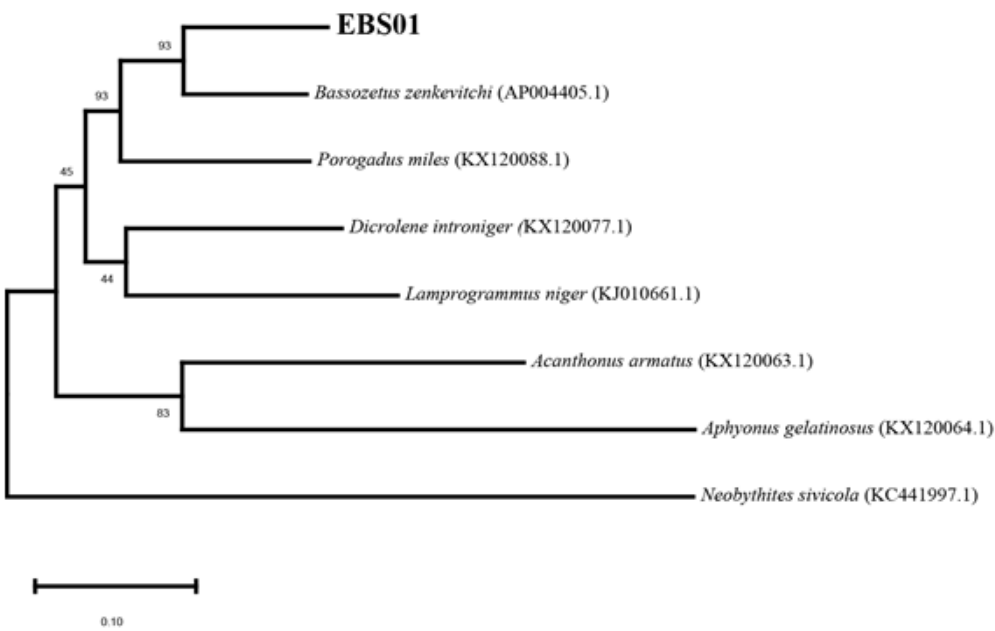 EBS01
93
Bassozetus zenkevitchi (AP004405.1)
93
Porogadus miles (KX120088.1)
45
Dicrolene introniger (KX120077.1)
44
Lamprogrammus niger (KJ010661.1)
Acanthonus armatus (KX120063.1)
83
Aphyonus gelatinosus (KX120064.1)
Neobythites sivicola (KC441997.1)
0.10